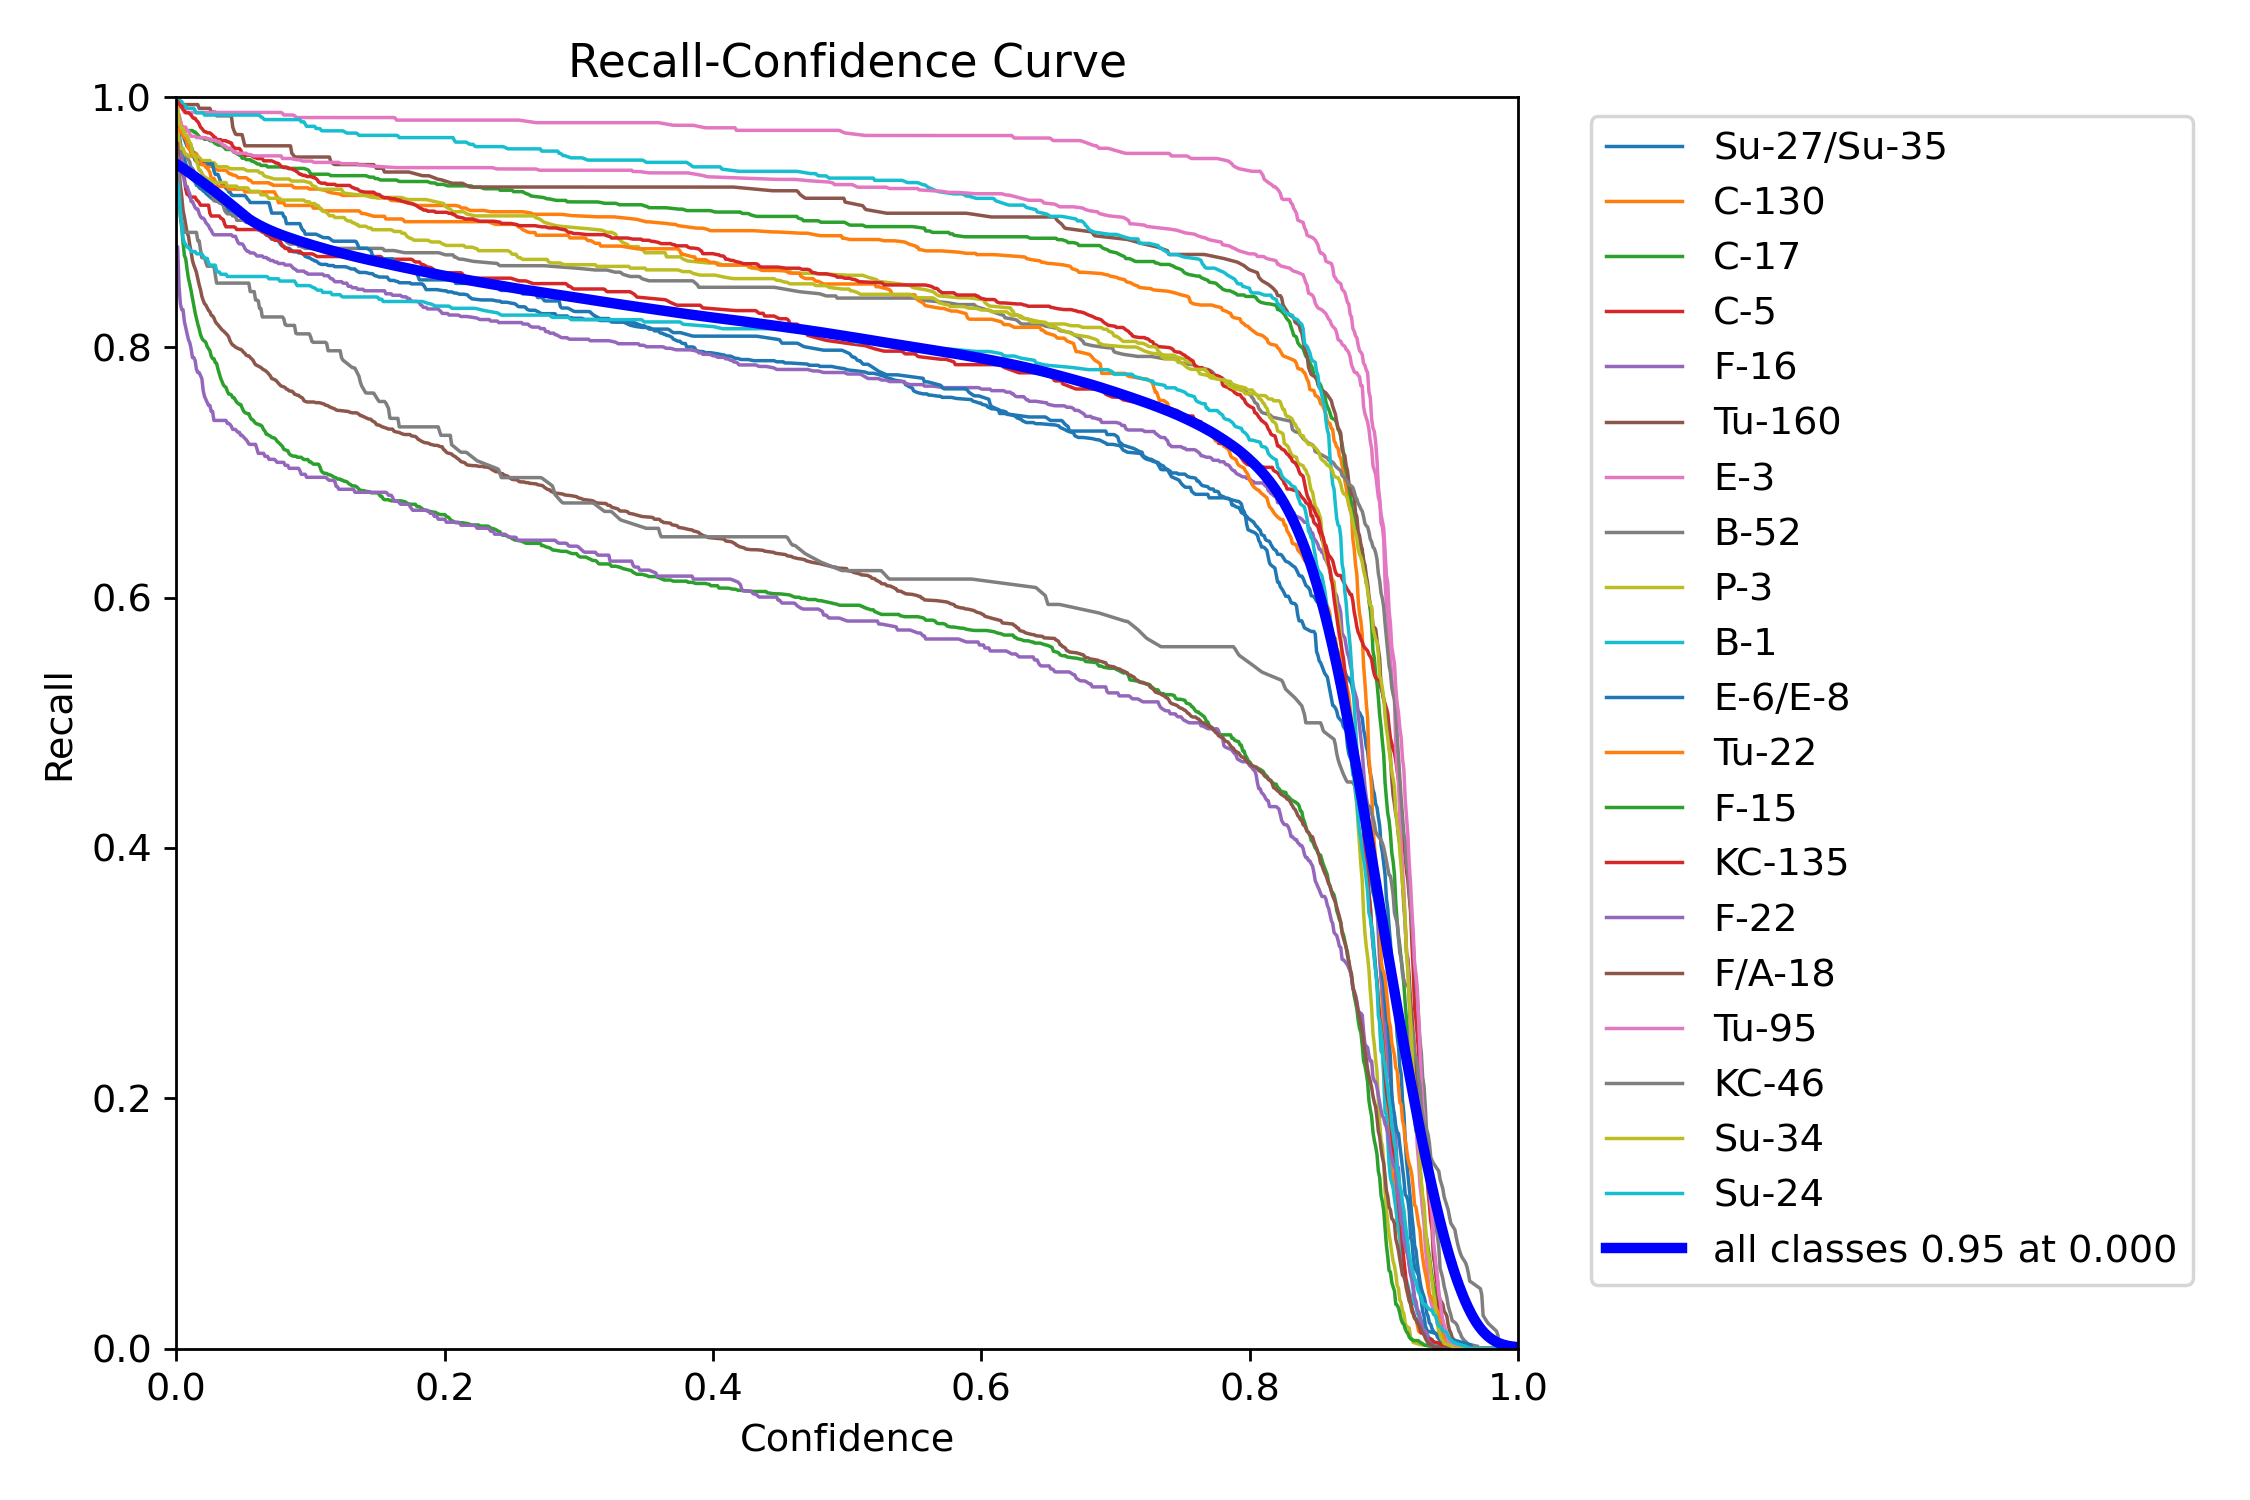 Recall-Confidence Curve
Recall
1.0
0.8
0.6
0.4
0.2
0.0
0.0 0.2 0.4 0.6 0.8 1.0
Confidence
Su-27/Su-35
C-130
C-17
C-5
F-16
Tu-160
E-3
B-52
P-3
B-1
E-6/E-8
Tu-22
F-15
KC-135
F-22
F/A-18
Tu-95
KC-46
Su-34
Su-24
all classes 0.95 at 0.000